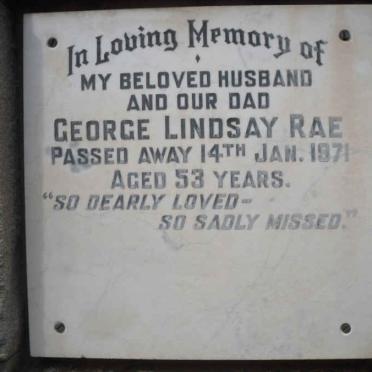 In Loving Memory of
MY BELOVED HUSBAND
AND OUR DAD
GEORGE LINDSAY RAE
PASSED AWAY 14TH JAN. 1971
AGED 53 YEARS.
"SO DEARLY LOVED-
SO SADLY MISSED."